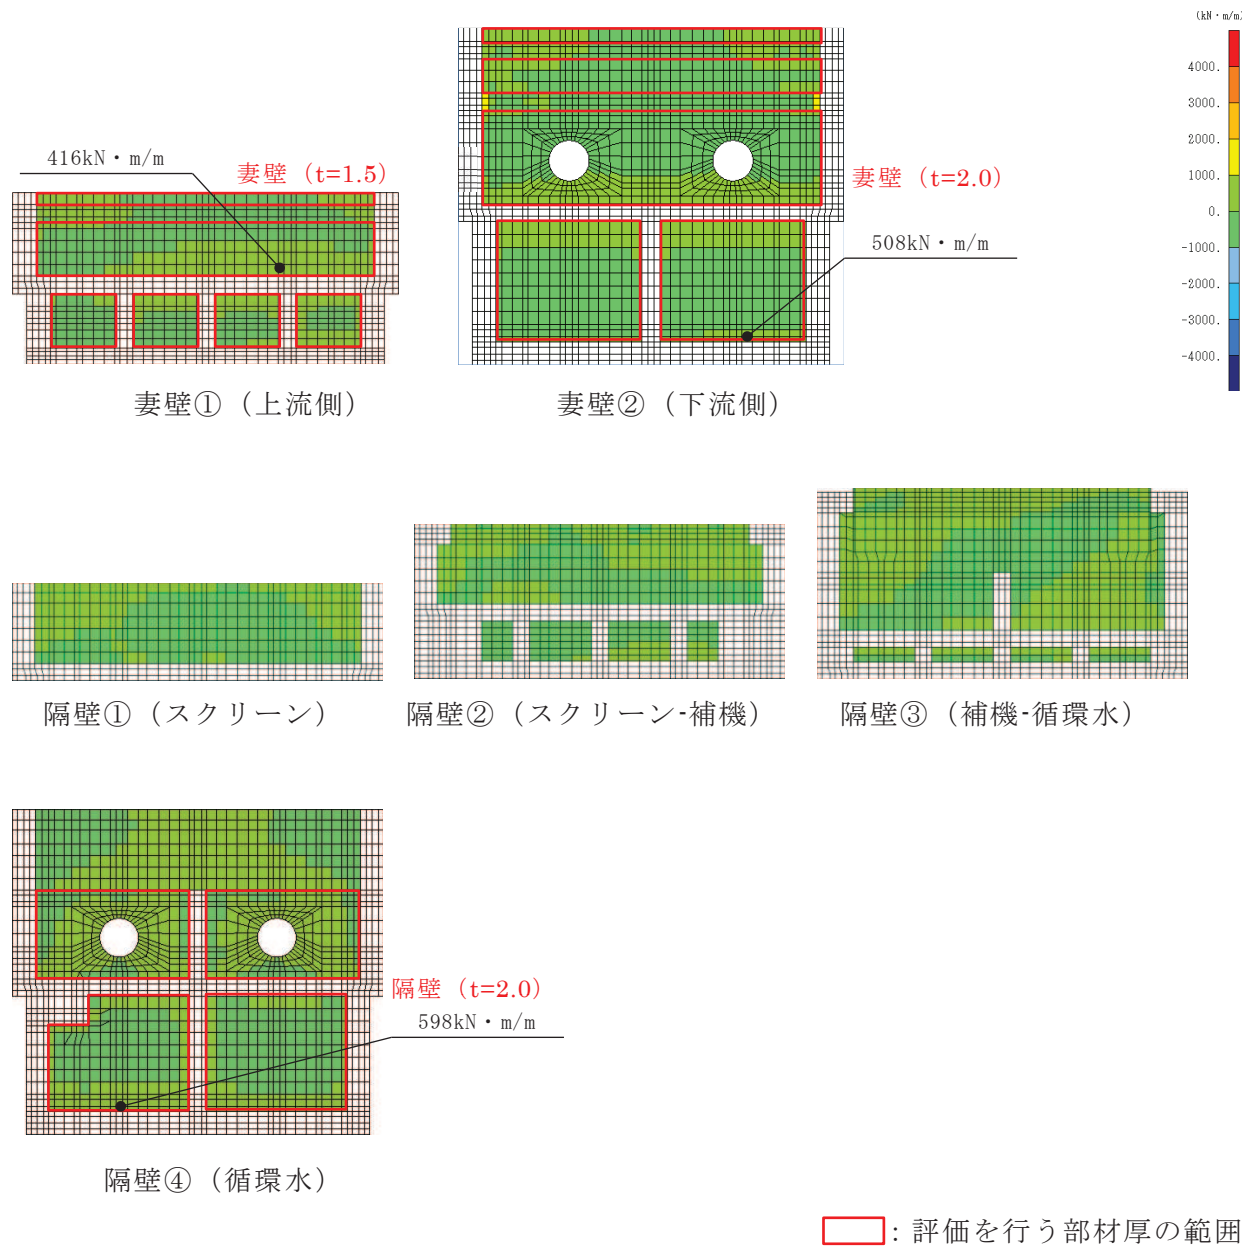 (kN・m/m)
4000.
3000.
2000.
1000.
0.
-1000.
-2000.
-3000.
-4000.
416kN・m/m
妻壁（t=1.5）
妻壁（t=2.0）
508kN・m/m
妻壁①（上流側）
妻壁②（下流側）
隔壁①（スクリーン）
隔壁②（スクリーン-補機）
隔壁③（補機-循環水）
隔壁（t=2.0）
598kN・m/m
隔壁④（循環水）
：評価を行う部材厚の範囲